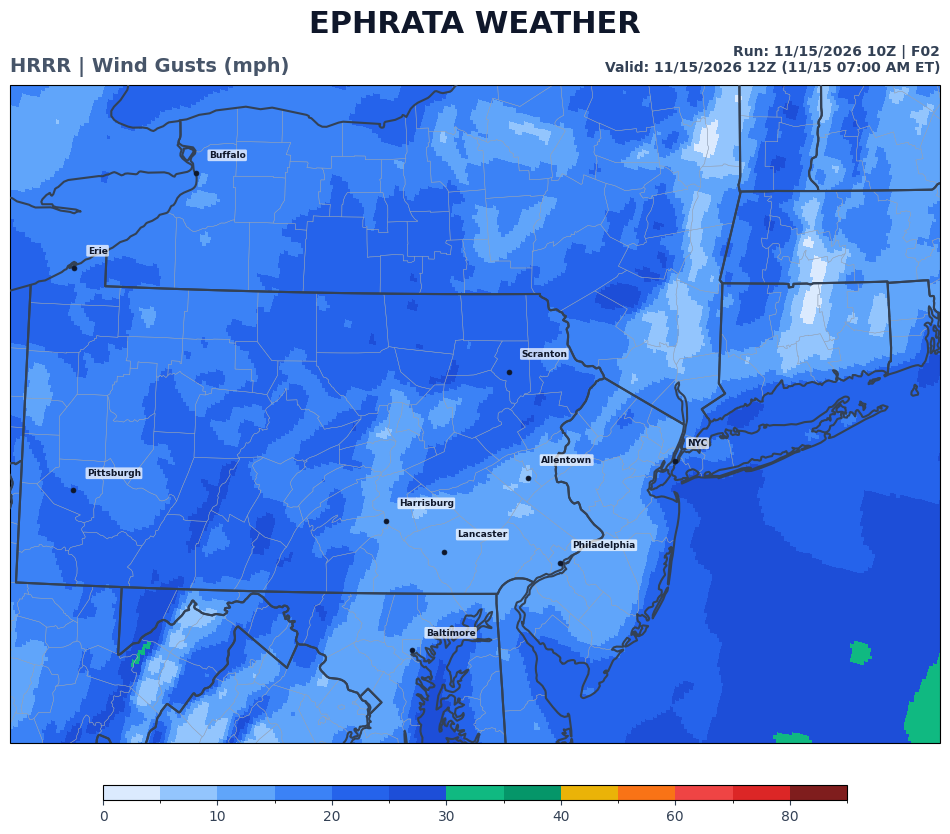 EPHRATA WEATHER
HRRR | Wind Gusts (mph)
Run: 11/15/2026 10Z | F02
Valid: 11/15/2026 12Z (11/15 07:00 AM ET)
Buffalo
Erie
Scranton
NYC
Allentown
Pittsburgh
Harrisburg
Lancaster
Philadelphia
Baltimore
0 10 20 30 40 50 60 70 80